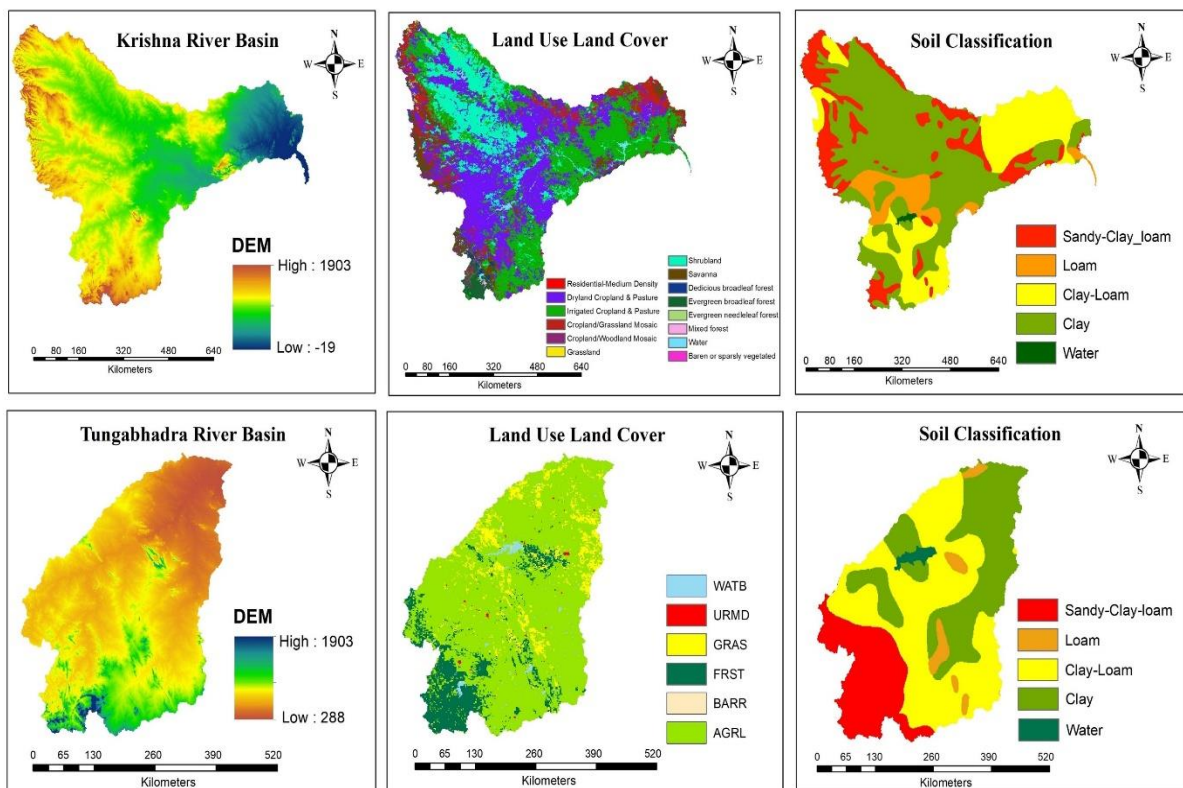 Krishna River Basin
N
W E
S
DEM
High : 1903
Low : -19
0 80 160 320 480 640
Kilometers
Land Use Land Cover
N
W E
S
Residential-Medium Density
Dryland Cropland & Pasture
Irrigated Cropland & Pasture
Cropland/Grassland Mosaic
Cropland/Woodland Mosaic
Grassland
Shrubland
Savanna
Dedicious broadleaf forest
Evergreen broadleaf forest
Evergreen needleleaf forest
Mixed forest
Water
Baren or sparsly vegetated
0 80 160 320 480 640
Kilometers
Soil Classification
N
W E
S
Sandy-Clay_loam
Loam
Clay-Loam
Clay
Water
0 80 160 320 480 640
Kilometers
Tungabhadra River Basin
N
W E
S
DEM
High : 1903
Low : 288
0 65 130 260 390 520
Kilometers
Land Use Land Cover
N
W E
S
WATB
URMD
GRAS
FRST
BARR
AGRL
0 65 130 260 390 520
Kilometers
Soil Classification
N
W E
S
Sandy-Clay-loam
Loam
Clay-Loam
Clay
Water
0 65 130 260 390 520
Kilometers